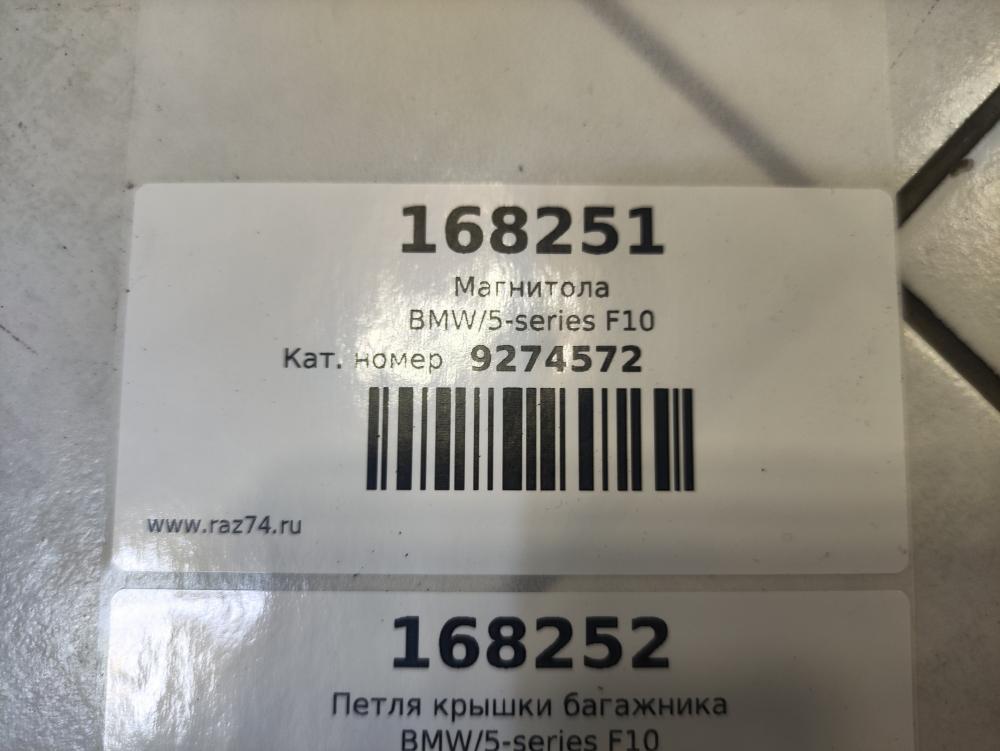 168251
Магнитола
BMW/5-series F10
Кат. номер 9274572
www.raz74.ru
168252
Петля крышки багажника
BMW/5-series F10